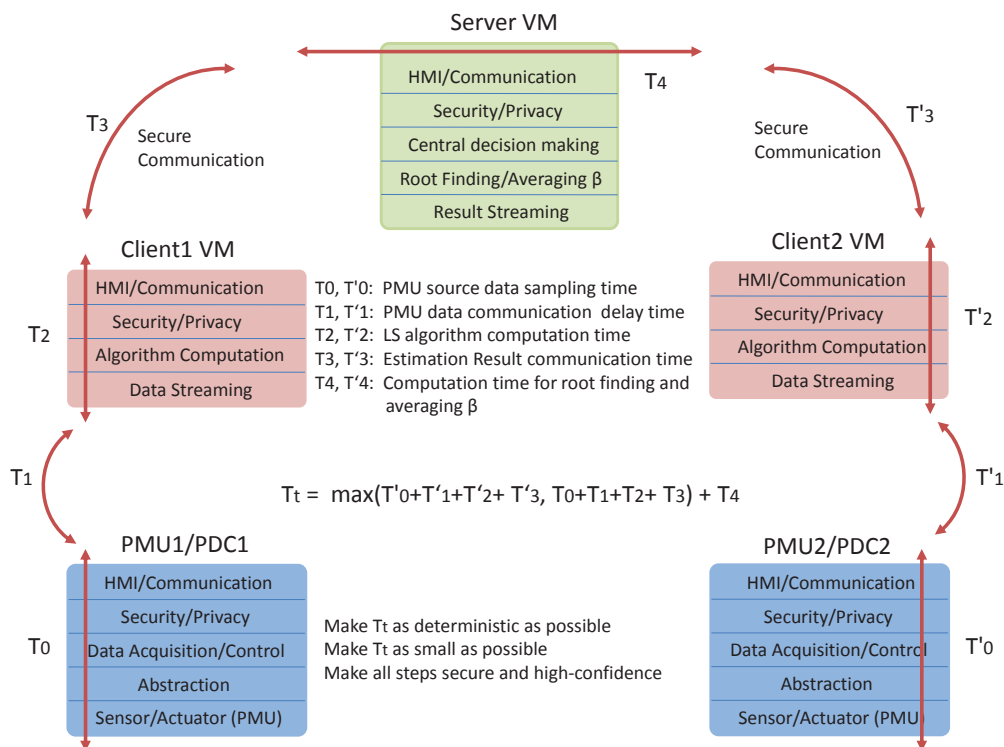 Server VM
T4
HMI/Communication
Security/Privacy
Central decision making
Root Finding/Averaging β
Result Streaming
T3
Secure
Communication
T'3
Secure
Communication
Client1 VM
T2
HMI/Communication
Security/Privacy
Algorithm Computation
Data Streaming
T0, T'0: PMU source data sampling time
T1, T‘1: PMU data communication delay time
T2, T‘2: LS algorithm computation time
T3, T‘3: Estimation Result communication time
T4, T‘4: Computation time for root finding and
averaging β
Client2 VM
HMI/Communication
Security/Privacy
Algorithm Computation
Data Streaming
T'2
T1
T'1
Tt = max(T'0+T‘1+T‘2+ T‘3, T0+T1+T2+ T3) + T4
PMU1/PDC1
T0
HMI/Communication
Security/Privacy
Data Acquisition/Control
Abstraction
Sensor/Actuator (PMU)
Make Tt as deterministic as possible
Make Tt as small as possible
Make all steps secure and high-confidence
PMU2/PDC2
HMI/Communication
Security/Privacy
Data Acquisition/Control
Abstraction
Sensor/Actuator (PMU)
T'0